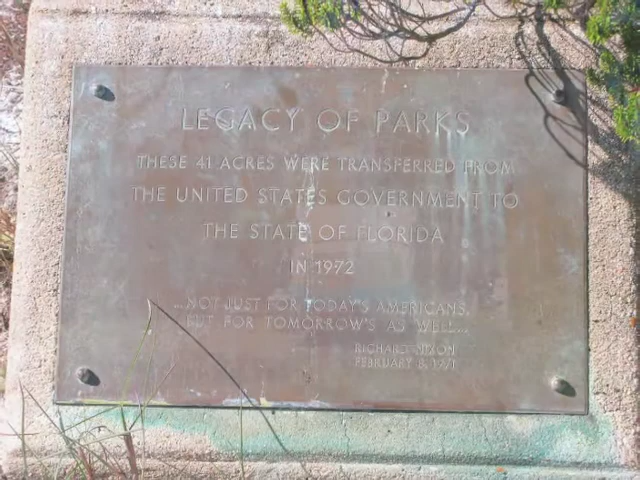 LEGACY OF PARKS
THESE 41 ACRES WERE TRANSFERRED FROM
THE UNITED STATES GOVERNMENT TO
THE STATE OF FLORIDA
IN 1972
...NOT JUST FOR TODAY'S AMERICANS,
BUT FOR TOMORROW'S AS WELL...
RICHARD NIXON
FEBRUARY 8, 1971